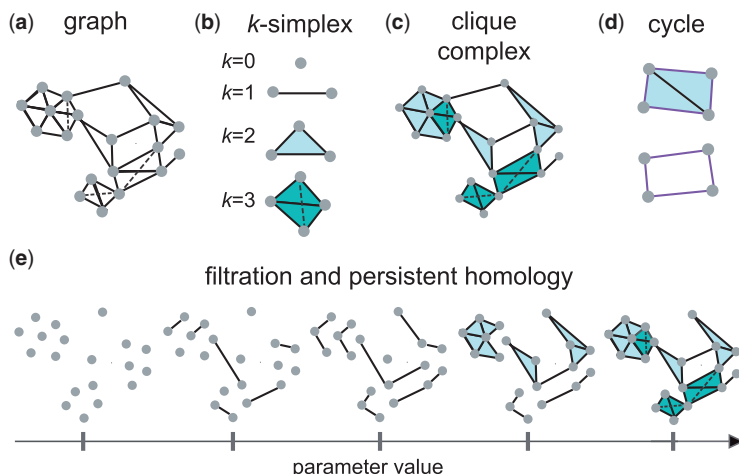 (a) graph
(b) k-simplex
k=0
k=1
k=2
k=3
(c) clique
complex
(d) cycle
(e)
filtration and persistent homology
parameter value